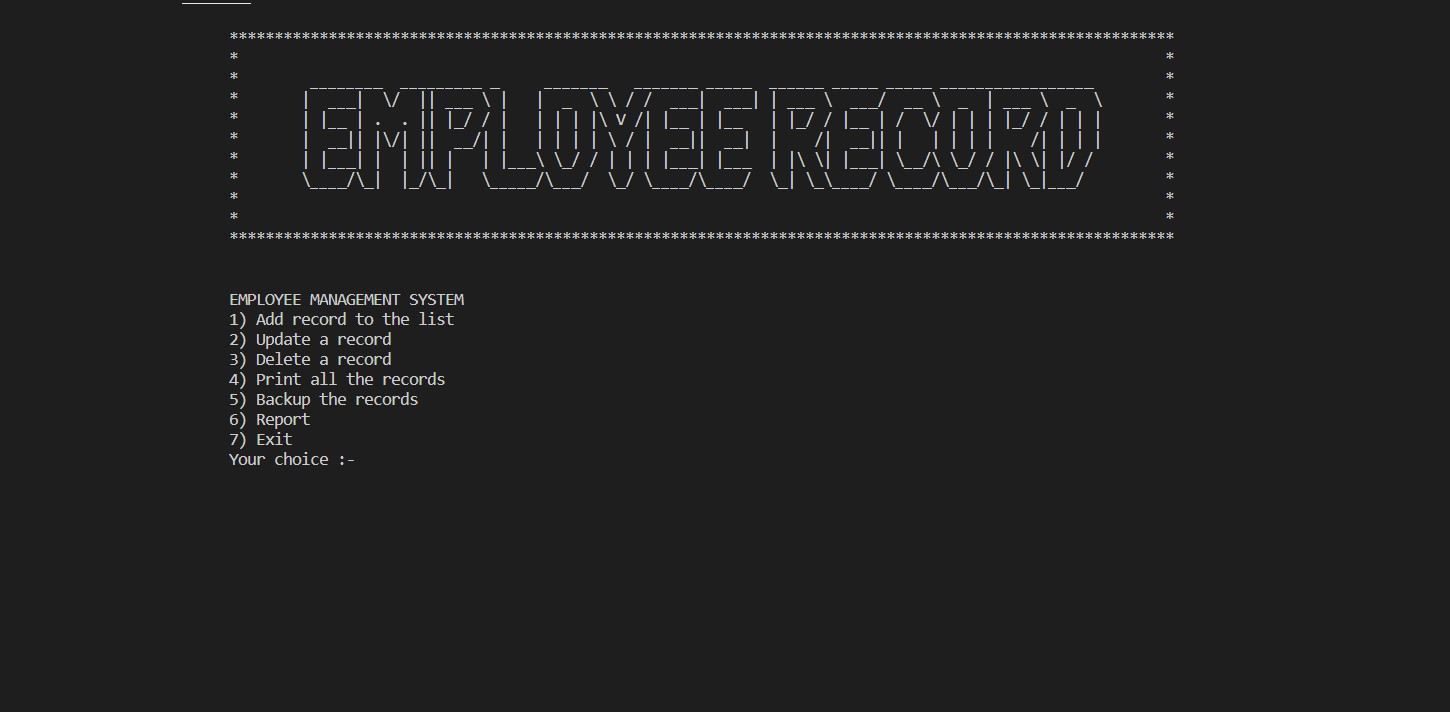 EMPLOYEE RECORD
EMPLOYEE MANAGEMENT SYSTEM
1) Add record to the list
2) Update a record
3) Delete a record
4) Print all the records
5) Backup the records
6) Report
7) Exit
Your choice :-